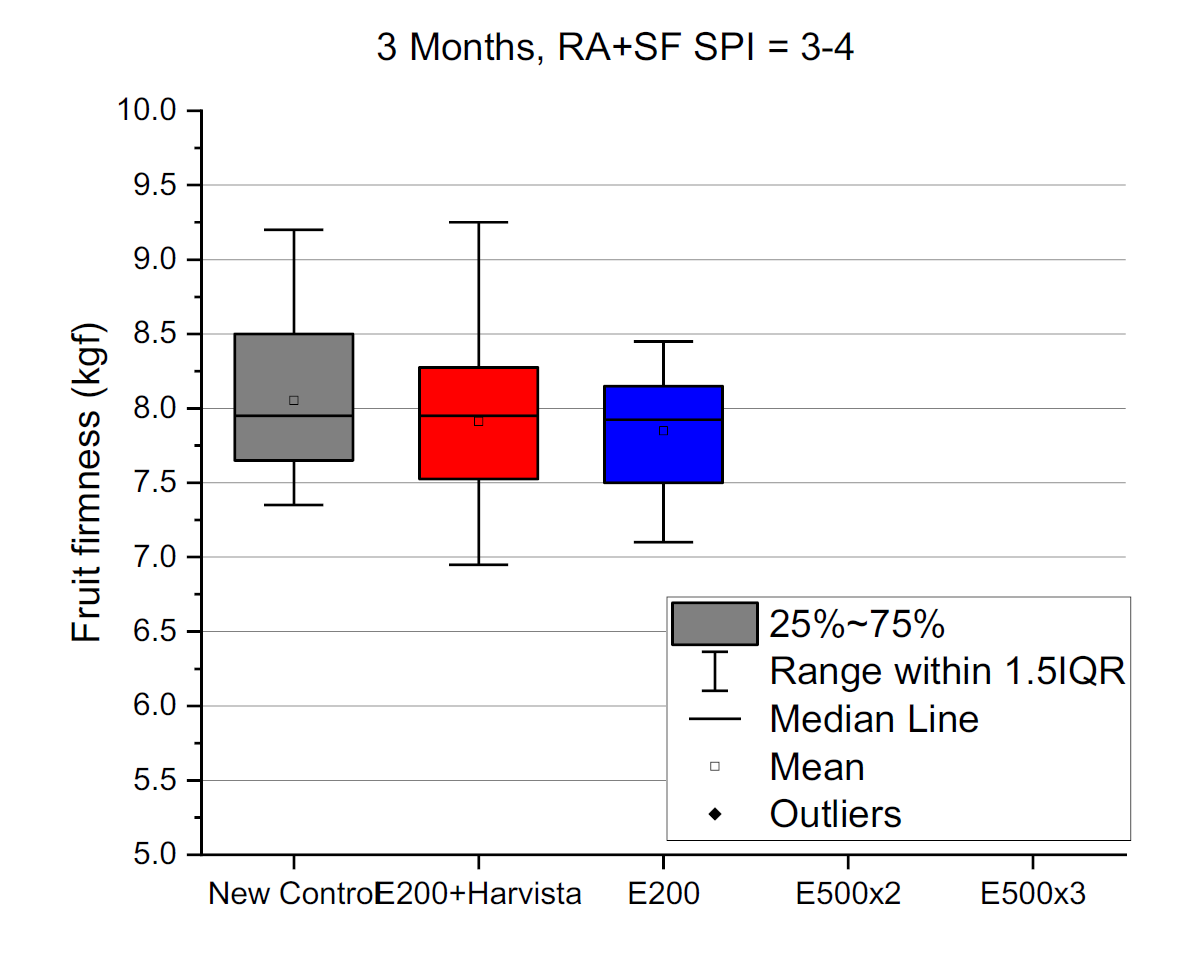 3 Months, RA+SF SPI = 3-4
Fruit firmness (kgf)
10.0
9.5
9.0
8.5
8.0
7.5
7.0
6.5
6.0
5.5
5.0
25%~75%
Range within 1.5IQR
Median Line
Mean
Outliers
New Control E200+Harvista E200 E500x2 E500x3